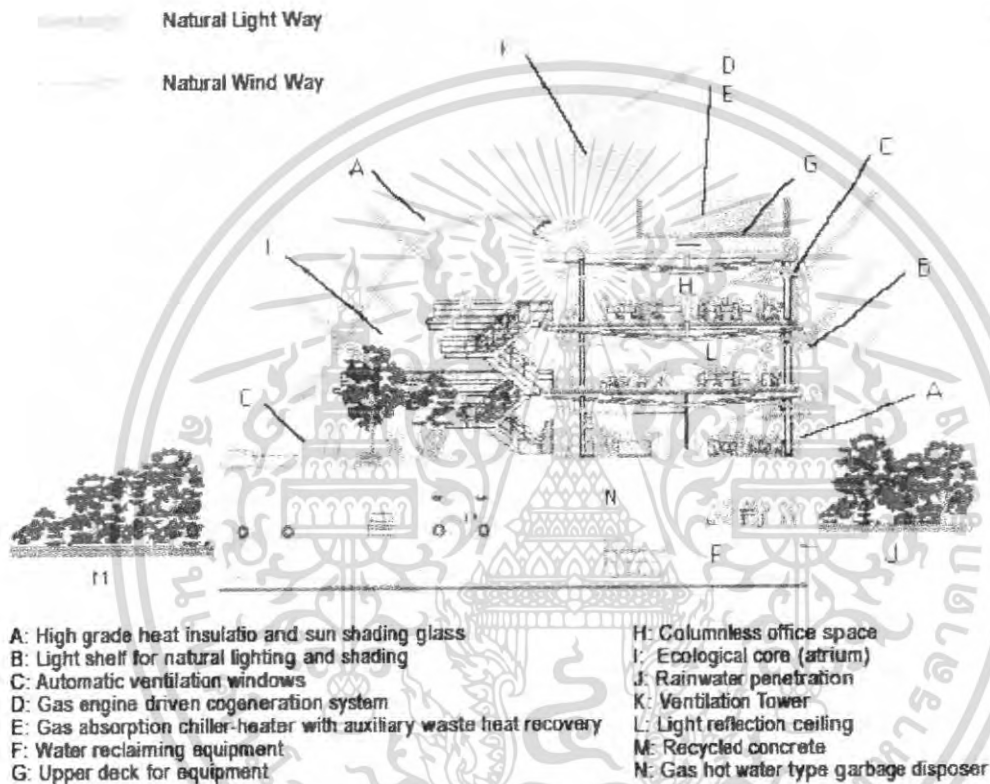 Natural Light Way
Natural Wind Way
D
E
C
A
G
I
B
H
L
C
A
N
F
J
A: High grade heat insulatio and sun shading glass
B: Light shelf for natural lighting and shading
C: Automatic ventilation windows
D: Gas engine driven cogeneration system
E: Gas absorption chiller-heater with auxiliary waste heat recovery
F: Water reclaiming equipment
G: Upper deck for equipment
H: Columnless office space
I: Ecological core (atrium)
J: Rainwater penetration
K: Ventilation Tower
L: Light reflection ceiling
M: Recycled concrete
N: Gas hot water type garbage disposer